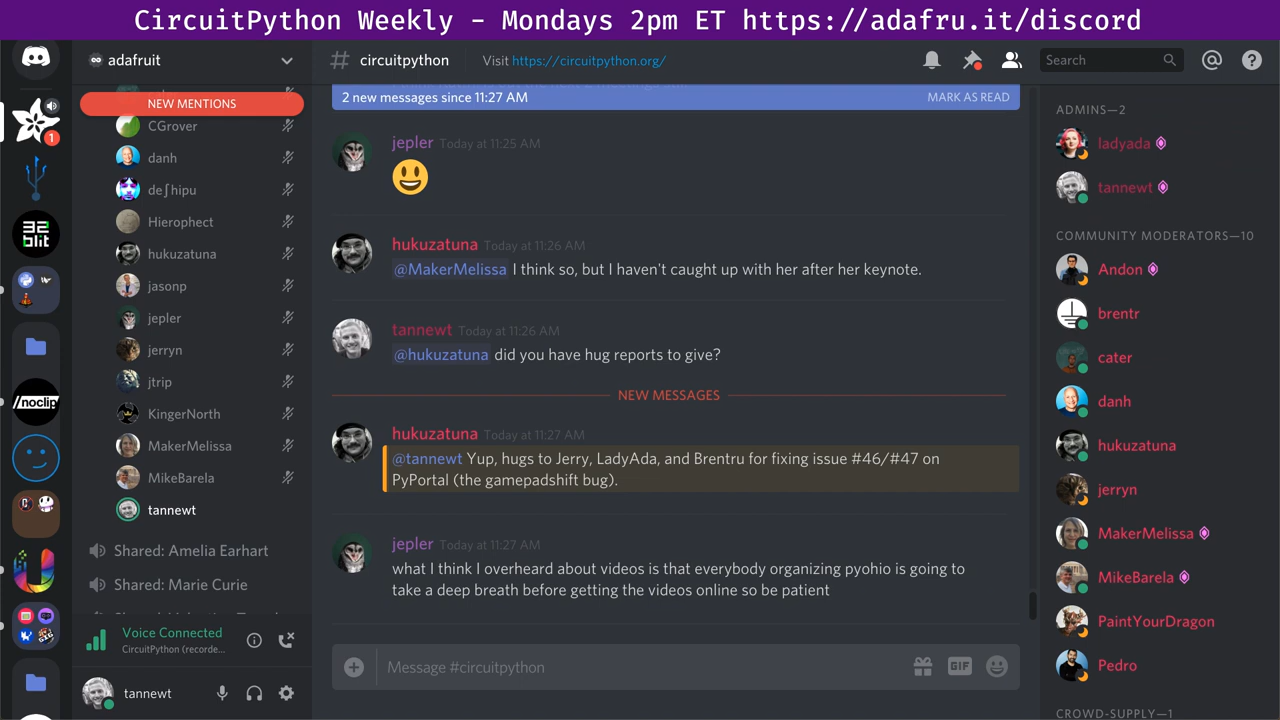 CircuitPython Weekly - Mondays 2pm ET https://adafru.it/discord
adafruit
NEW MENTIONS
CGrover
danh
de∫hipu
Hierophect
hukuzatuna
jasonp
jepler
jerryn
jtrip
KingerNorth
MakerMelissa
MikeBarela
tannewt
Shared: Amelia Earhart
Shared: Marie Curie
Voice Connected
CircuitPython (recorde...
tannewt
1
32
blit
/noclip
# circuitpython
Visit https://circuitpython.org/
Search
2 new messages since 11:27 AM
MARK AS READ
jepler Today at 11:25 AM
😃
hukuzatuna Today at 11:26 AM
@MakerMelissa I think so, but I haven't caught up with her after her keynote.
tannewt Today at 11:26 AM
@hukuzatuna did you have hug reports to give?
NEW MESSAGES
hukuzatuna Today at 11:27 AM
@tannewt Yup, hugs to Jerry, LadyAda, and Brentru for fixing issue #46/#47 on
PyPortal (the gamepadshift bug).
jepler Today at 11:27 AM
what I think I overheard about videos is that everybody organizing pyohio is going to
take a deep breath before getting the videos online so be patient
Message #circuitpython
GIF
ADMINS—2
ladyada
tannewt
COMMUNITY MODERATORS—10
Andon
brentr
cater
danh
hukuzatuna
jerryn
MakerMelissa
MikeBarela
PaintYourDragon
Pedro
CROWD-SUPPLY—1